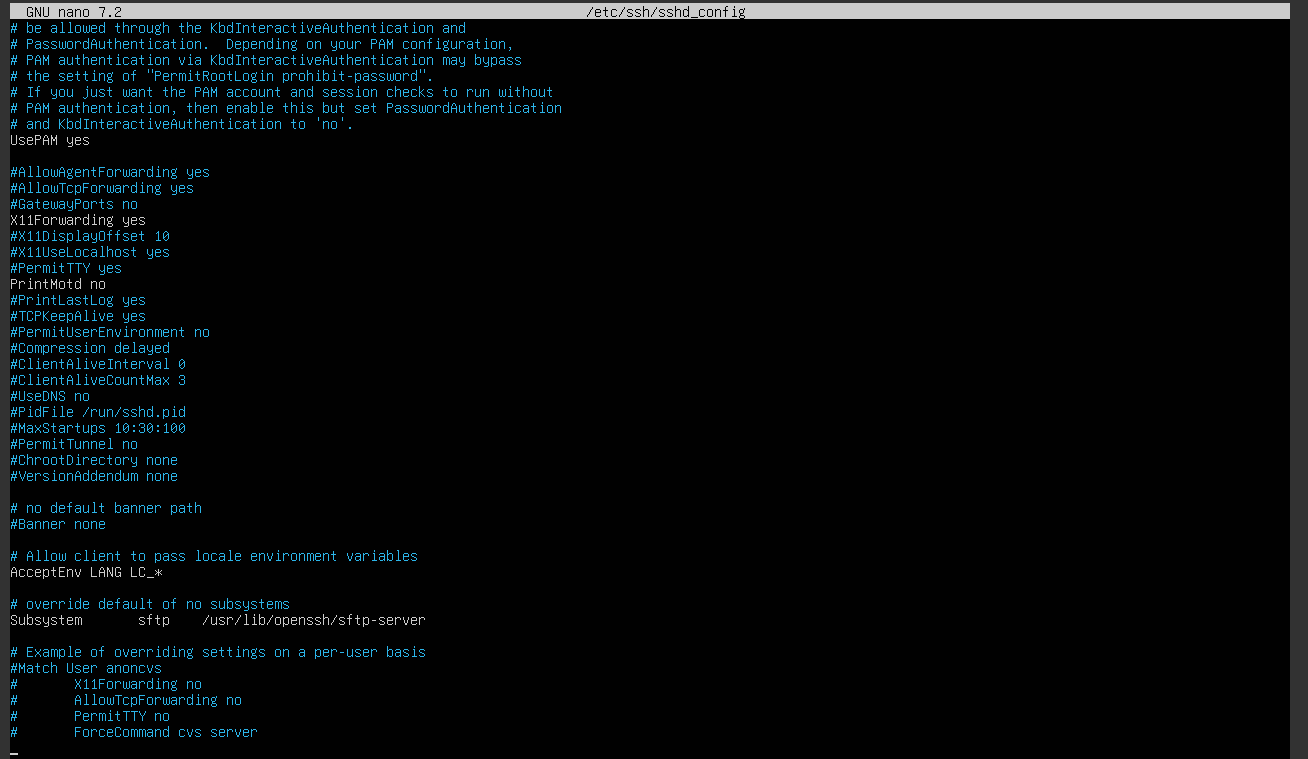 GNU nano 7.2 /etc/ssh/sshd_config
# be allowed through the KbdInteractiveAuthentication and
# PasswordAuthentication.  Depending on your PAM configuration,
# PAM authentication via KbdInteractiveAuthentication may bypass
# the setting of "PermitRootLogin prohibit-password".
# If you just want the PAM account and session checks to run without
# PAM authentication, then enable this but set PasswordAuthentication
# and KbdInteractiveAuthentication to 'no'.
UsePAM yes

#AllowAgentForwarding yes
#AllowTcpForwarding yes
#GatewayPorts no
X11Forwarding yes
#X11DisplayOffset 10
#X11UseLocalhost yes
#PermitTTY yes
PrintMotd no
#PrintLastLog yes
#TCPKeepAlive yes
#PermitUserEnvironment no
#Compression delayed
#ClientAliveInterval 0
#ClientAliveCountMax 3
#UseDNS no
#PidFile /run/sshd.pid
#MaxStartups 10:30:100
#PermitTunnel no
#ChrootDirectory none
#VersionAddendum none

# no default banner path
#Banner none

# Allow client to pass locale environment variables
AcceptEnv LANG LC_*

# override default of no subsystems
Subsystem       sftp    /usr/lib/openssh/sftp-server

# Example of overriding settings on a per-user basis
#Match User anoncvs
#       X11Forwarding no
#       AllowTcpForwarding no
#       PermitTTY no
#       ForceCommand cvs server